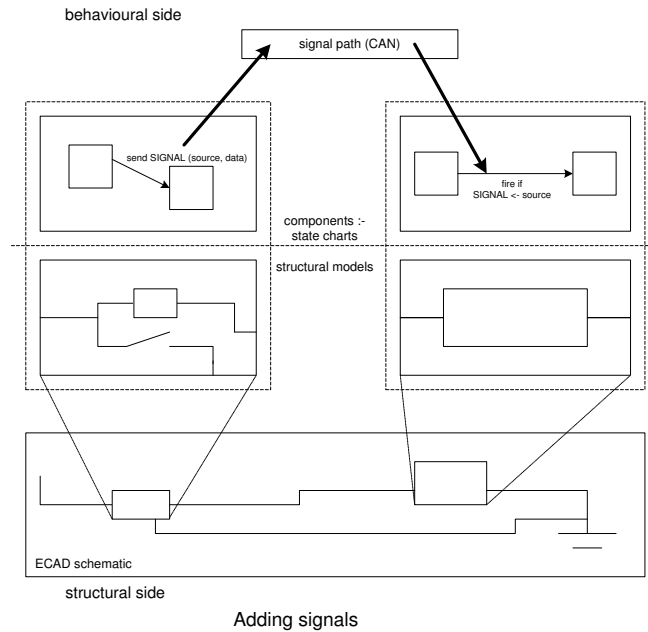 behavioural side
signal path (CAN)
send SIGNAL (source, data)
fire if
SIGNAL <- source
components :-
state charts
structural models
ECAD schematic
structural side
Adding signals